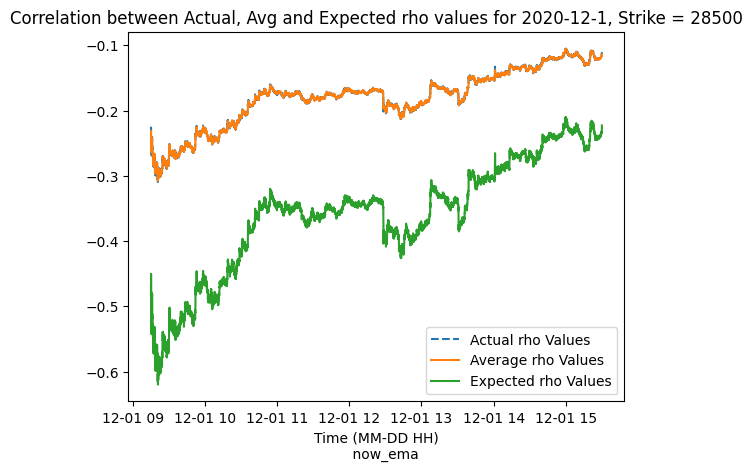 Correlation between Actual, Avg and Expected rho values for 2020-12-1, Strike = 28500
−0.1
−0.2
−0.3
−0.4
−0.5
−0.6
Actual rho Values
Average rho Values
Expected rho Values
12-01 09 12-01 10 12-01 11 12-01 12 12-01 13 12-01 14 12-01 15
Time (MM-DD HH)
now_ema